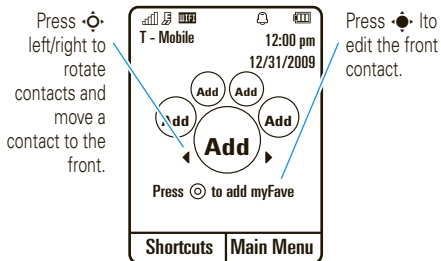 Press
left/right to
rotate
contacts and
move a
contact to the
front.
WiFi
T - Mobile
12:00 pm
12/31/2009
Add Add
Add Add
Add
Press to add myFave
Shortcuts Main Menu
Press lto
edit the front
contact.